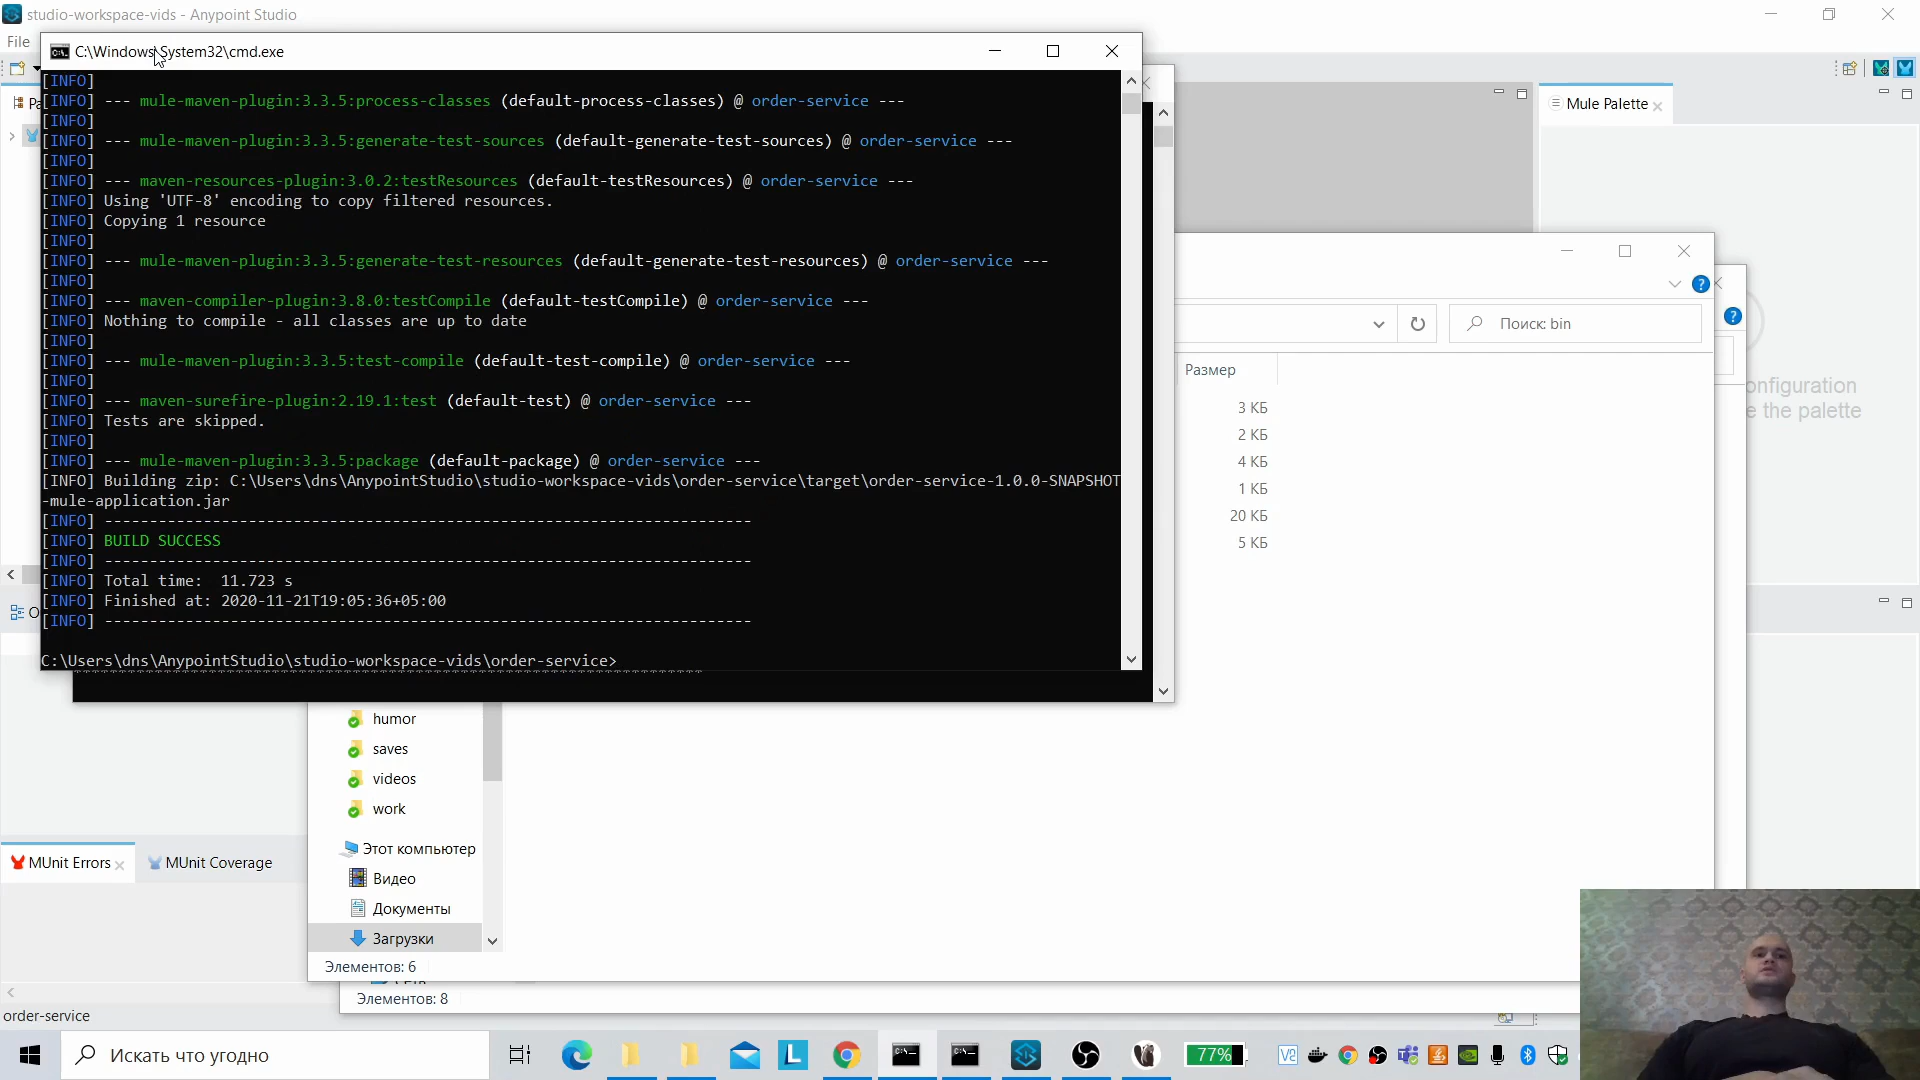 studio-workspace-vids - Anypoint Studio
File
C:\Windows\System32\cmd.exe
[INFO]
[INFO] --- mule-maven-plugin:3.3.5:process-classes (default-process-classes) @ order-service ---
[INFO]
[INFO] --- mule-maven-plugin:3.3.5:generate-test-sources (default-generate-test-sources) @ order-service ---
[INFO]
[INFO] --- maven-resources-plugin:3.0.2:testResources (default-testResources) @ order-service ---
[INFO] Using 'UTF-8' encoding to copy filtered resources.
[INFO] Copying 1 resource
[INFO]
[INFO] --- mule-maven-plugin:3.3.5:generate-test-resources (default-generate-test-resources) @ order-service ---
[INFO]
[INFO] --- maven-compiler-plugin:3.8.0:testCompile (default-testCompile) @ order-service ---
[INFO] Nothing to compile - all classes are up to date
[INFO]
[INFO] --- mule-maven-plugin:3.3.5:test-compile (default-test-compile) @ order-service ---
[INFO]
[INFO] --- maven-surefire-plugin:2.19.1:test (default-test) @ order-service ---
[INFO] Tests are skipped.
[INFO]
[INFO] --- mule-maven-plugin:3.3.5:package (default-package) @ order-service ---
[INFO] Building zip: C:\Users\dns\AnypointStudio\studio-workspace-vids\order-service\target\order-service-1.0.0-SNAPSHOT
-mule-application.jar
[INFO] ------------------------------------------------------------------------
[INFO] BUILD SUCCESS
[INFO] ------------------------------------------------------------------------
[INFO] Total time:  11.723 s
[INFO] Finished at: 2020-11-21T19:05:36+05:00
[INFO] ------------------------------------------------------------------------
C:\Users\dns\AnypointStudio\studio-workspace-vids\order-service>
Mule Palette
Поиск: bin
Размер
3 КБ
2 КБ
4 КБ
1 КБ
20 КБ
5 КБ
onfiguration
e the palette
humor
saves
videos
work
Этот компьютер
Видео
Документы
Загрузки
Элементов: 6
Элементов: 8
MUnit Errors
MUnit Coverage
order-service
Искать что угодно
77%